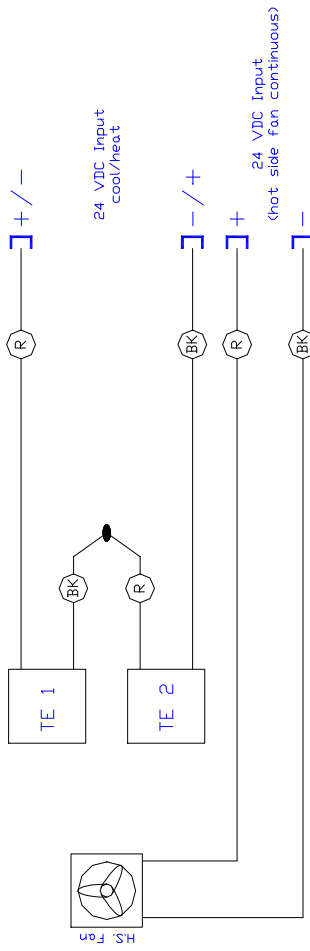 +/-
R
24 VDC Input
cool/heat
BK
TE 1
R
TE 2
BK
-/+
R
+
24 VDC Input
(hot side fan continuous)
BK
-
H.S. Fan